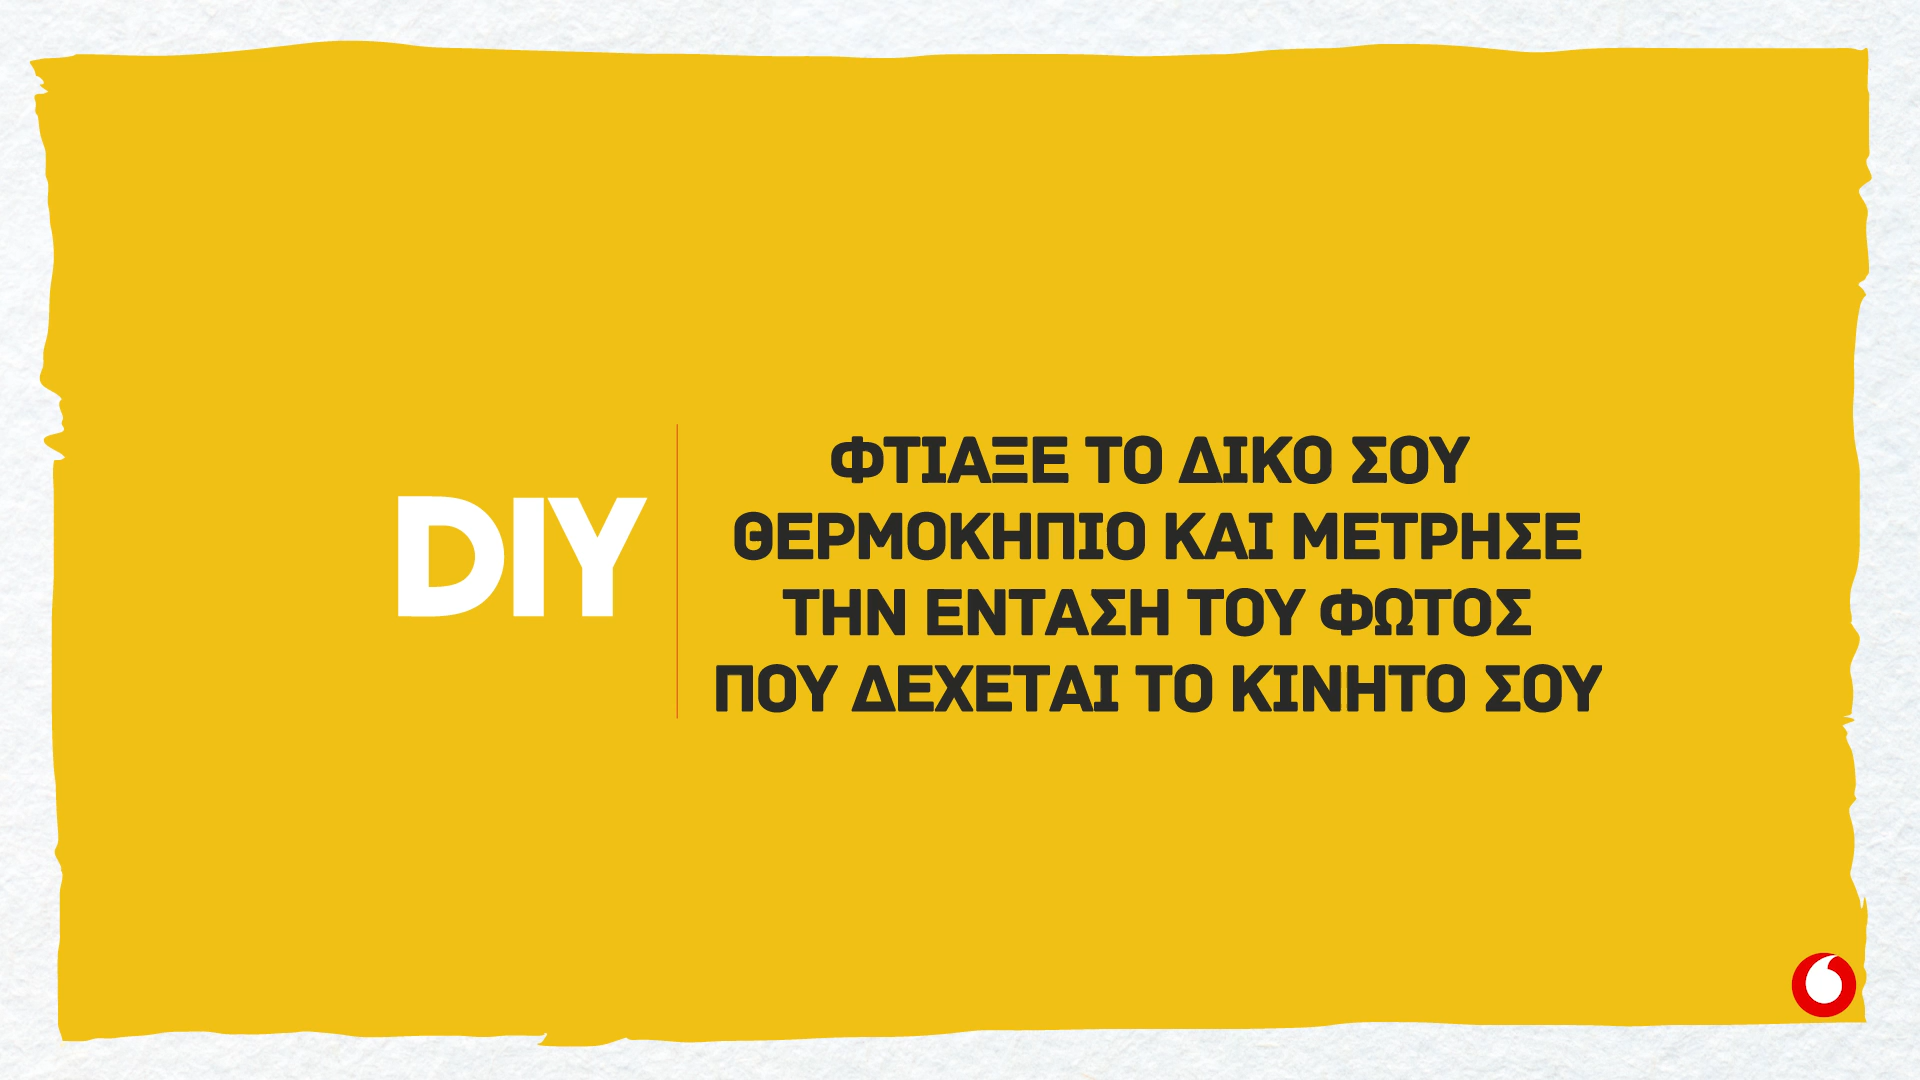 DIY
ΦΤΙΑΞΕ ΤΟ ΔΙΚΟ ΣΟΥ
ΘΕΡΜΟΚΗΠΙΟ ΚΑΙ ΜΕΤΡΗΣΕ
ΤΗΝ ΕΝΤΑΣΗ ΤΟΥ ΦΩΤΟΣ
ΠΟΥ ΔΕΧΕΤΑΙ ΤΟ ΚΙΝΗΤΟ ΣΟΥ